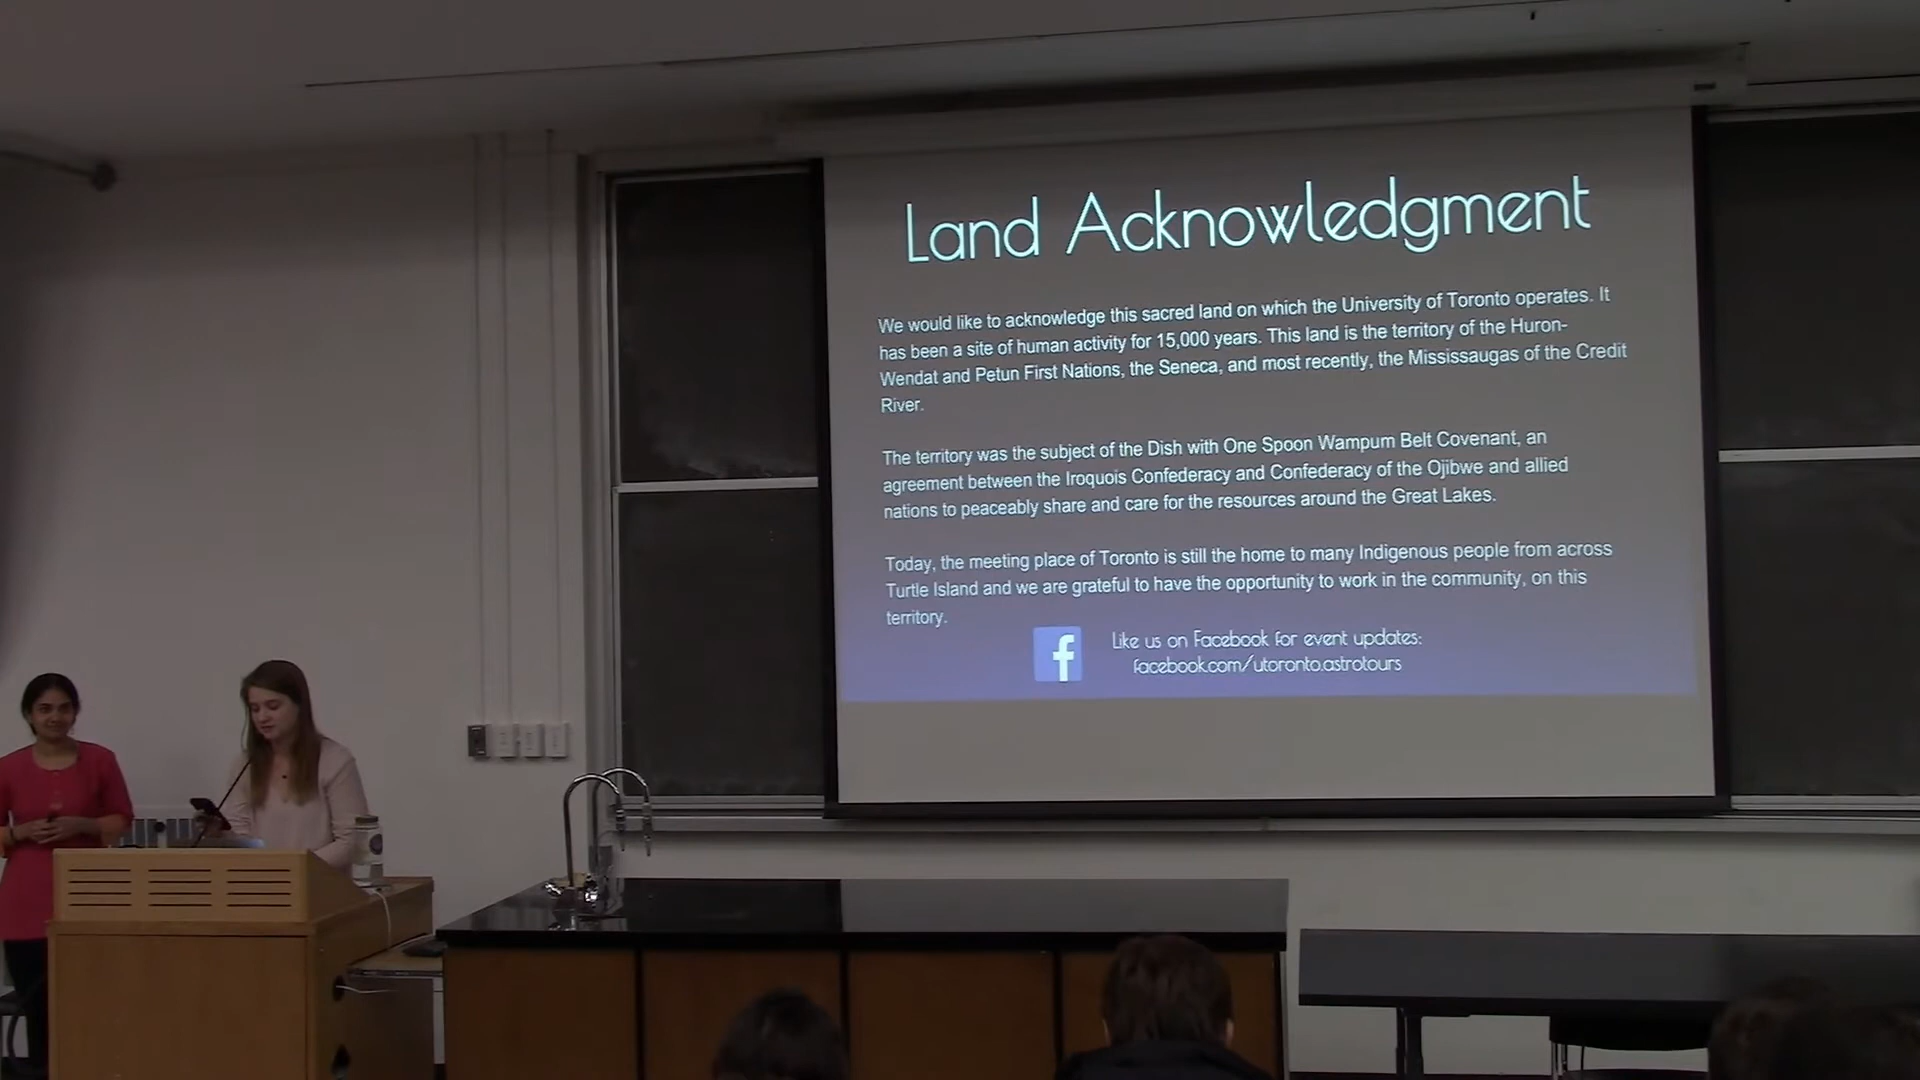 Land Acknowledgment
We would like to acknowledge this sacred land on which the University of Toronto operates. It
has been a site of human activity for 15,000 years. This land is the territory of the Huron-
Wendat and Petun First Nations, the Seneca, and most recently, the Mississaugas of the Credit
River.
The territory was the subject of the Dish with One Spoon Wampum Belt Covenant, an
agreement between the Iroquois Confederacy and Confederacy of the Ojibwe and allied
nations to peaceably share and care for the resources around the Great Lakes.
Today, the meeting place of Toronto is still the home to many Indigenous people from across
Turtle Island and we are grateful to have the opportunity to work in the community, on this
territory.
f
Like us on Facebook for event updates:
facebook.com/utoronto.astrotours